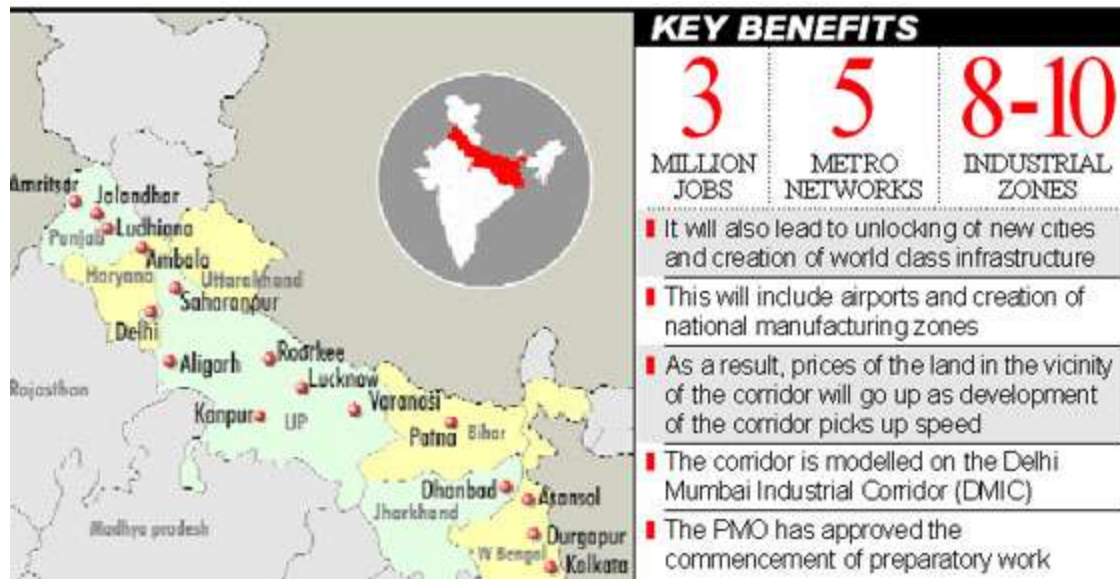 Amritsar
Jalandhar
Punjab
Ludhiana
Ambala
Haryana
Uttarakhand
Saharanpur
Delhi
Aligarh
Roorkee
Rajasthan
Lucknow
Kanpur
UP
Varanasi
Patna
Bihar
Dhanbad
Asansol
Jharkhand
Madhya pradesh
Durgapur
W Bengal
Kolkata
KEY BENEFITS
3
MILLION
JOBS
5
METRO
NETWORKS
8-10
INDUSTRIAL
ZONES
It will also lead to unlocking of new cities
and creation of world class infrastructure
This will include airports and creation of
national manufacturing zones
As a result, prices of the land in the vicinity
of the corridor will go up as development
of the corridor picks up speed
The corridor is modelled on the Delhi
Mumbai Industrial Corridor (DMIC)
The PMO has approved the
commencement of preparatory work